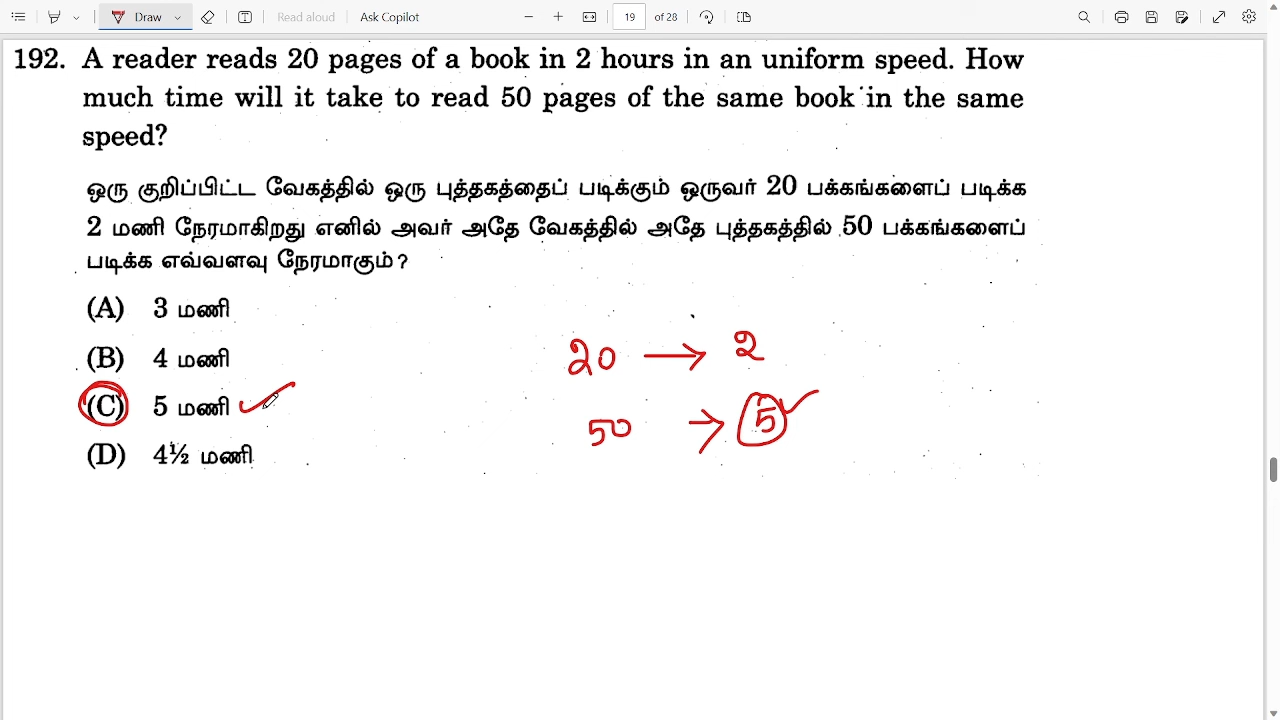 Draw
Read aloud
Ask Copilot
19 of 28
192. A reader reads 20 pages of a book in 2 hours in an uniform speed. How
much time will it take to read 50 pages of the same book in the same
speed?
ஒரு குறிப்பிட்ட வேகத்தில் ஒரு புத்தகத்தைப் படிக்கும் ஒருவர் 20 பக்கங்களைப் படிக்க
2 மணி நேரமாகிறது எனில் அவர் அதே வேகத்தில் அதே புத்தகத்தில் 50 பக்கங்களைப்
படிக்க எவ்வளவு நேரமாகும்?
(A) 3 மணி
(B) 4 மணி
(C) 5 மணி
(D) 4½ மணி
20 → 2
50 → 5